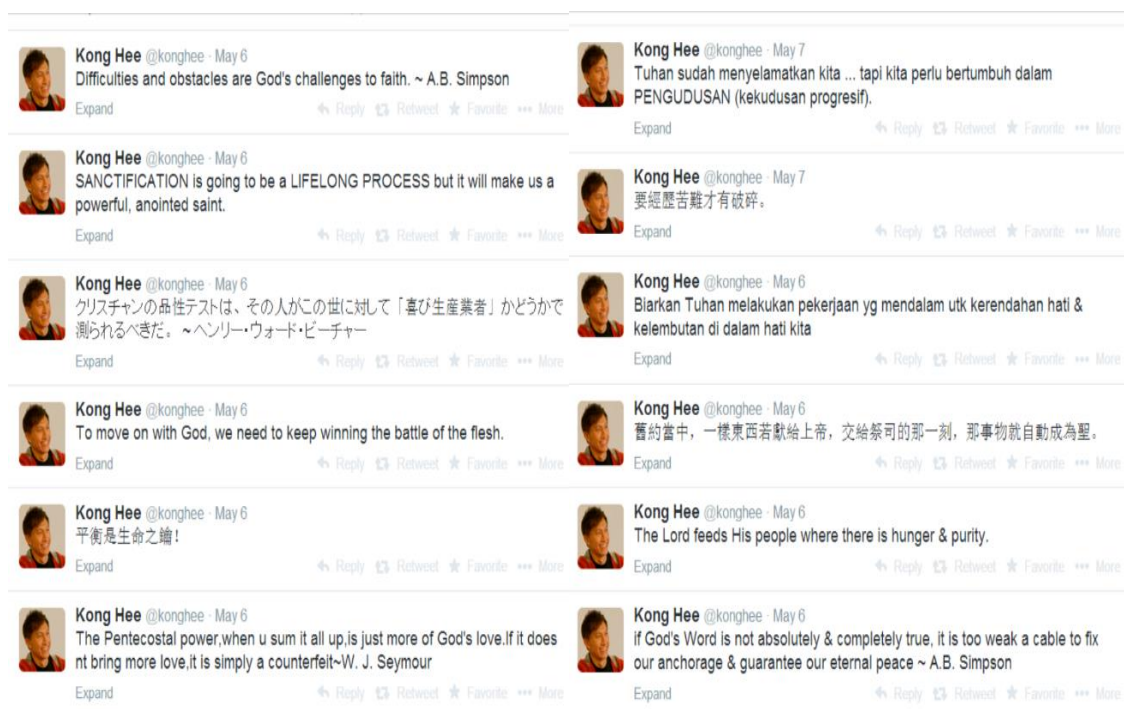 Kong Hee @konghee · May 6
Difficulties and obstacles are God's challenges to faith. ~ A.B. Simpson
Expand Reply Retweet Favorite More
Kong Hee @konghee · May 6
SANCTIFICATION is going to be a LIFELONG PROCESS but it will make us a
powerful, anointed saint.
Expand Reply Retweet Favorite More
Kong Hee @konghee · May 6
クリスチャンの品性テストは、その人がこの世に対して「喜び生産業者」かどうかで
測られるべきだ。 ~ヘンリー・ウォード・ビーチャー
Expand Reply Retweet Favorite More
Kong Hee @konghee · May 6
To move on with God, we need to keep winning the battle of the flesh.
Expand Reply Retweet Favorite More
Kong Hee @konghee · May 6
平衡是生命之鑰!
Expand Reply Retweet Favorite More
Kong Hee @konghee · May 6
The Pentecostal power,when u sum it all up,is just more of God's love.If it does
nt bring more love,it is simply a counterfeit~W. J. Seymour
Expand Reply Retweet Favorite More
Kong Hee @konghee · May 7
Tuhan sudah menyelamatkan kita ... tapi kita perlu bertumbuh dalam
PENGUDUSAN (kekudusan progresif).
Expand Reply Retweet Favorite More
Kong Hee @konghee · May 7
要經歷苦難才有破碎。
Expand Reply Retweet Favorite More
Kong Hee @konghee · May 6
Biarkan Tuhan melakukan pekerjaan yg mendalam utk kerendahan hati &
kelembutan di dalam hati kita
Expand Reply Retweet Favorite More
Kong Hee @konghee · May 6
舊約當中，一樣東西若獻給上帝，交給祭司的那一刻，那事物就自動成為聖。
Expand Reply Retweet Favorite More
Kong Hee @konghee · May 6
The Lord feeds His people where there is hunger & purity.
Expand Reply Retweet Favorite More
Kong Hee @konghee · May 6
if God's Word is not absolutely & completely true, it is too weak a cable to fix
our anchorage & guarantee our eternal peace ~ A.B. Simpson
Expand Reply Retweet Favorite More